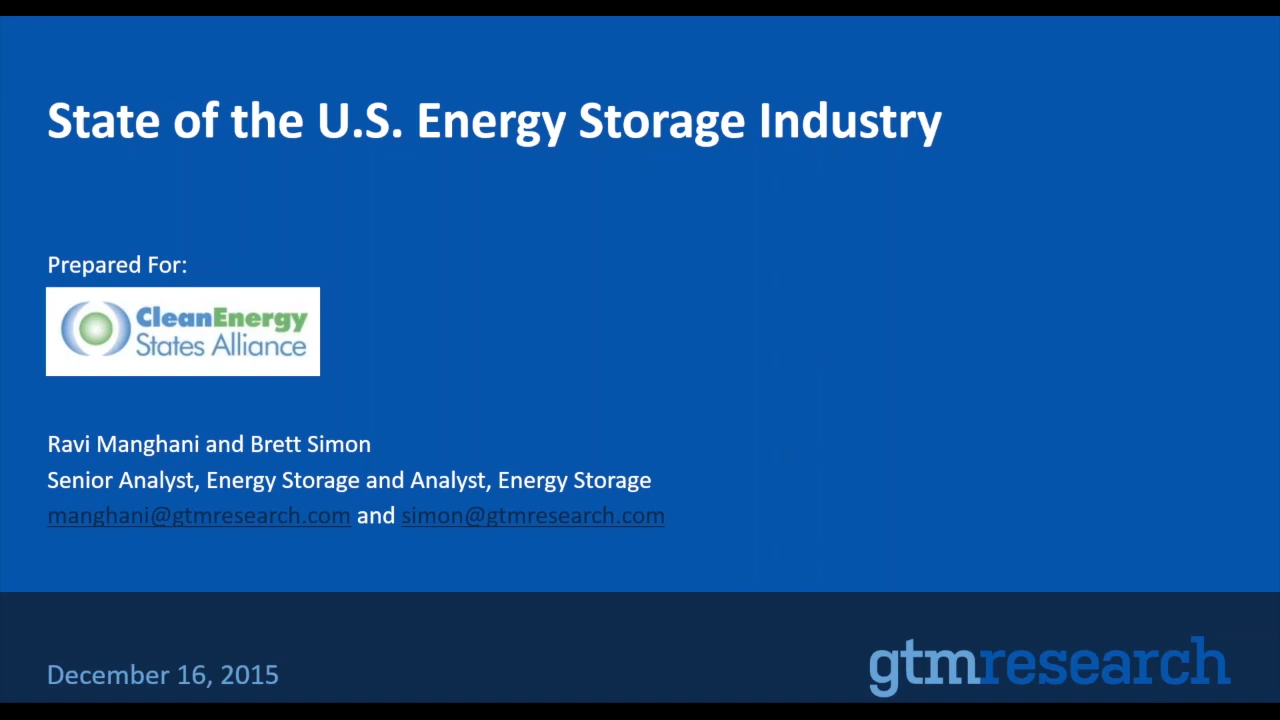 State of the U.S. Energy Storage Industry
Prepared For:
CleanEnergy
States Alliance
Ravi Manghani and Brett Simon
Senior Analyst, Energy Storage and Analyst, Energy Storage
manghani@gtmresearch.com and simon@gtmresearch.com
December 16, 2015
gtmresearch